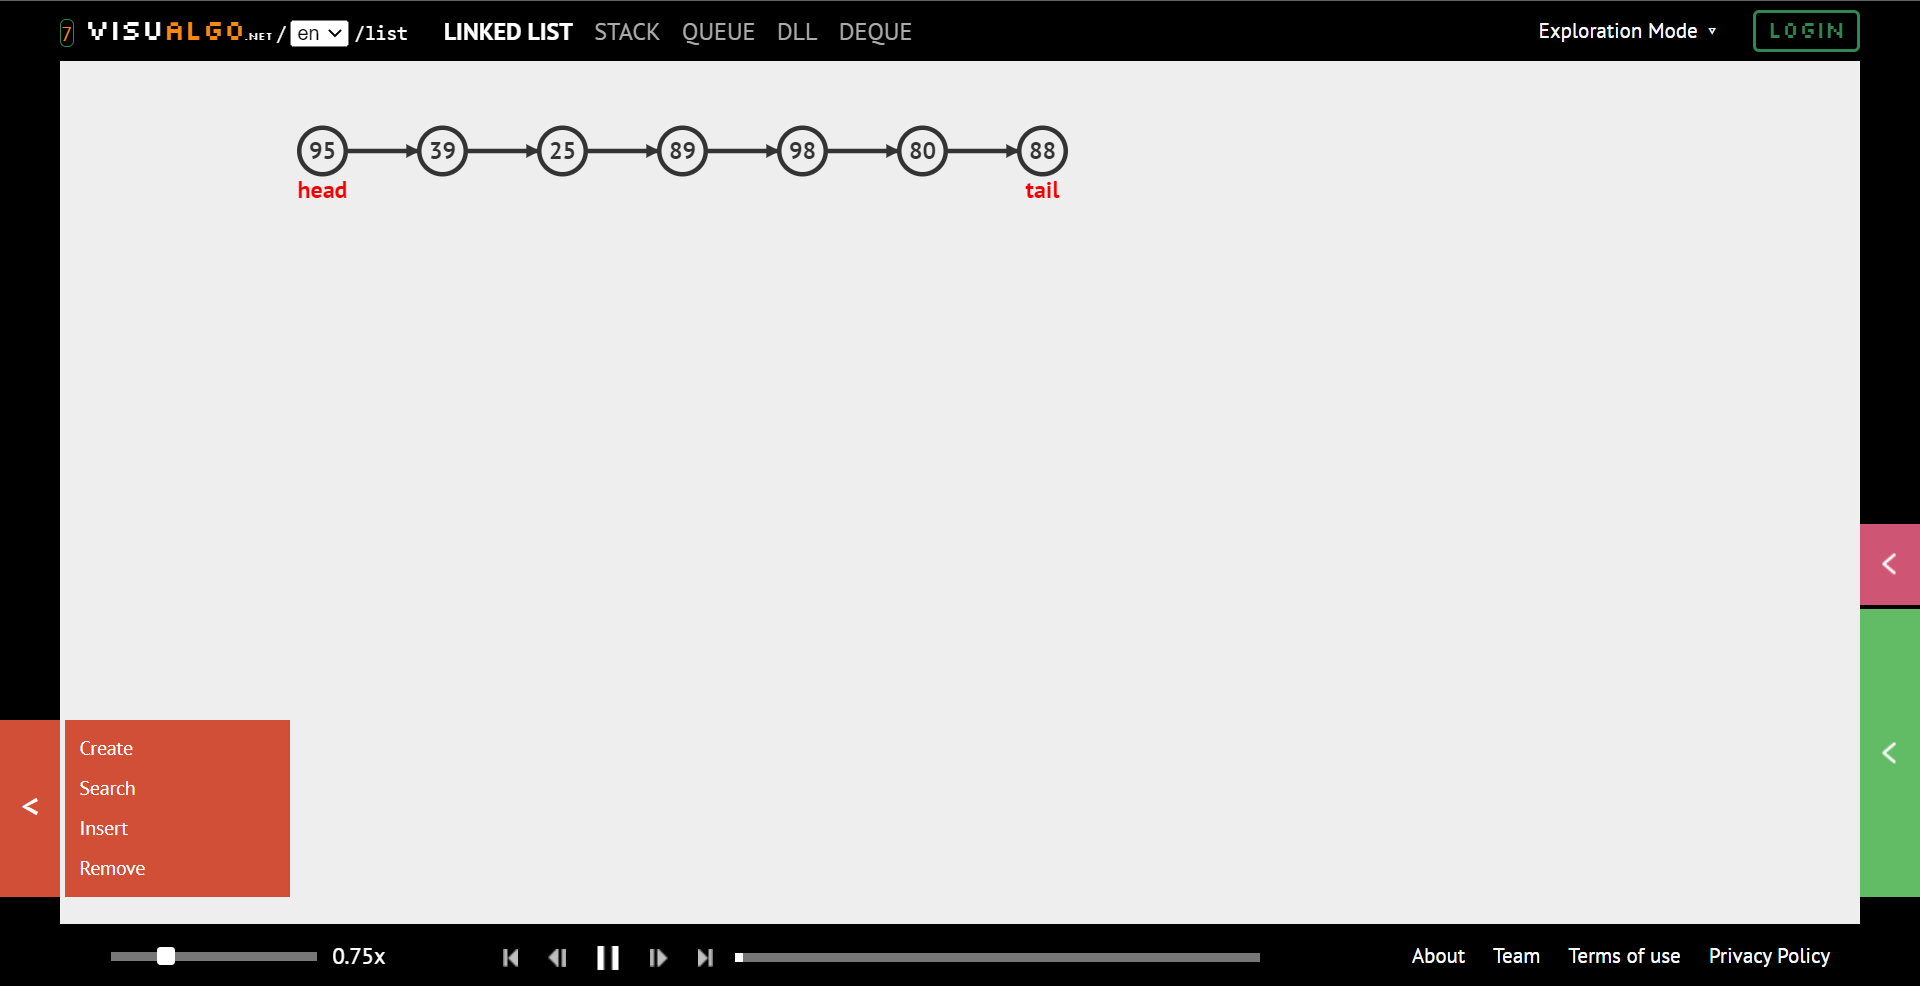 7 VISUALGO.NET / en /list LINKED LIST STACK QUEUE DLL DEQUE Exploration Mode ▾ LOGIN
95 39 25 89 98 80 88
head tail
<
<
Create
Search
Insert
Remove
<
0.75x About Team Terms of use Privacy Policy